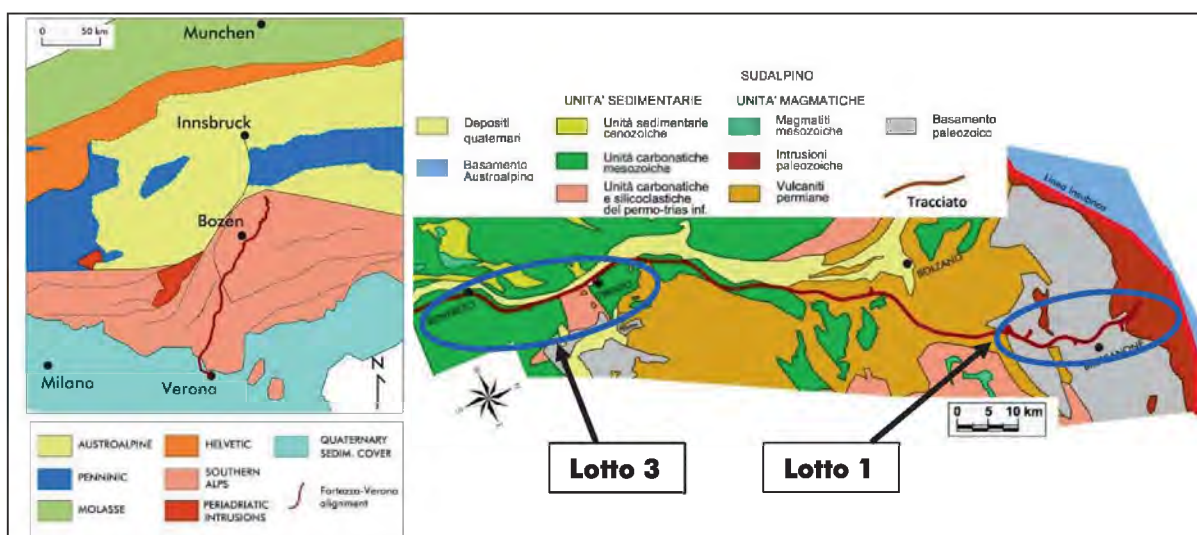 0 50 km
Munchen
Innsbruck
Bozen
Milano
Verona
N
AUSTROALPINE
HELVETIC
QUATERNARY
SEDIM. COVER
PENNINIC
SOUTHERN
ALPS
MOLASSE
PERIADRIATIC
INTRUSIONS
Fortezza-Verona
alignment
SUDALPINO
UNITA' SEDIMENTARIE
UNITA' MAGMATICHE
Depositi
quaternari
Unità sedimentarie
cenozoiche
Magmatiti
mesozoiche
Basamento
paleozoico
Basamento
Austroalpino
Unità carbonatiche
mesozoiche
Intrusioni
paleozoiche
Unità carbonatiche
e silicoclastiche
del permo-trias inf.
Vulcaniti
permiane
Tracciato
Linea Insubrica
BOLZANO
BRESSANONE
0 5 10 km
Lotto 3
Lotto 1